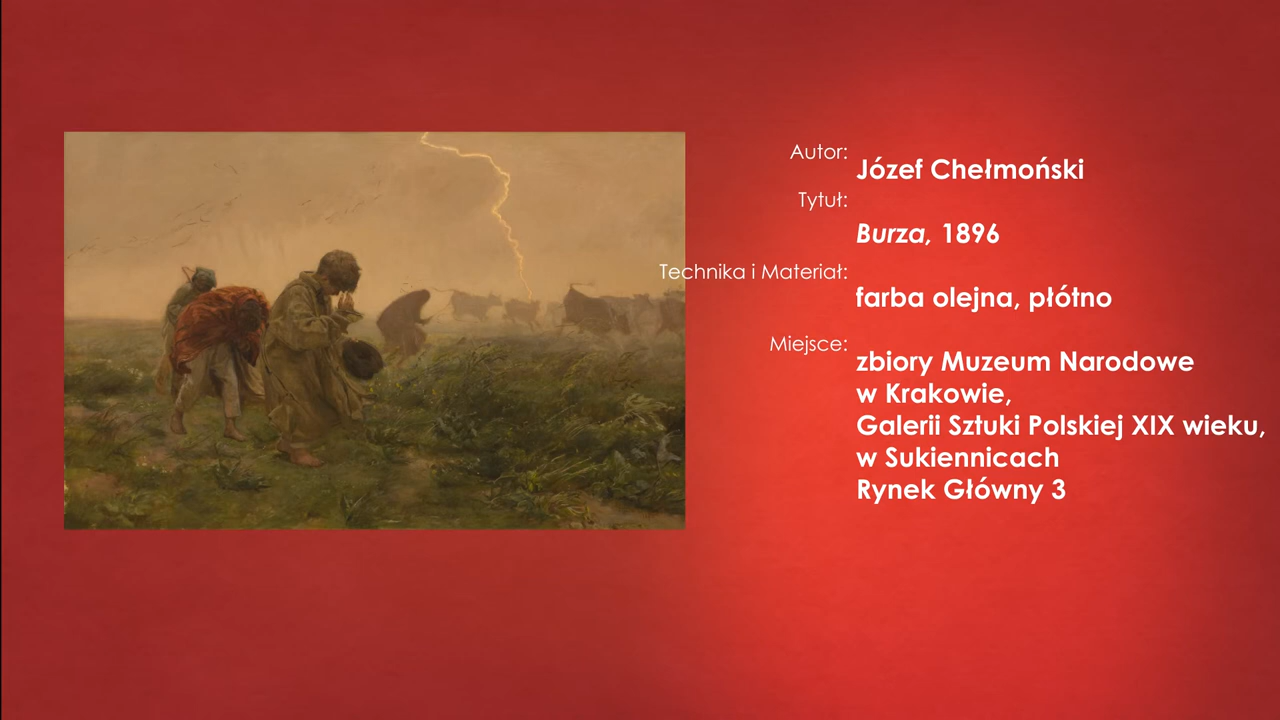 Autor:
Józef Chełmoński
Tytuł:
Burza, 1896
Technika i Materiał:
farba olejna, płótno
Miejsce:
zbiory Muzeum Narodowe
w Krakowie,
Galerii Sztuki Polskiej XIX wieku,
w Sukiennicach
Rynek Główny 3